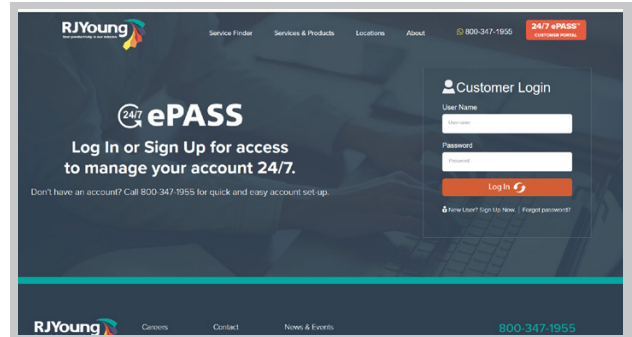 RJYoung
Service Finder Services & Products Locations About 800-347-1955 24/7 ePASS™
CUSTOMER PORTAL
Customer Login
User Name
Password
Password
Log In
New User? Sign Up Now. | Forgot password?
24/7 ePASS
Log In or Sign Up for access
to manage your account 24/7.
Don't have an account? Call 800-347-1955 for quick and easy account set-up.
RJYoung Careers Contact News & Events 800-347-1955